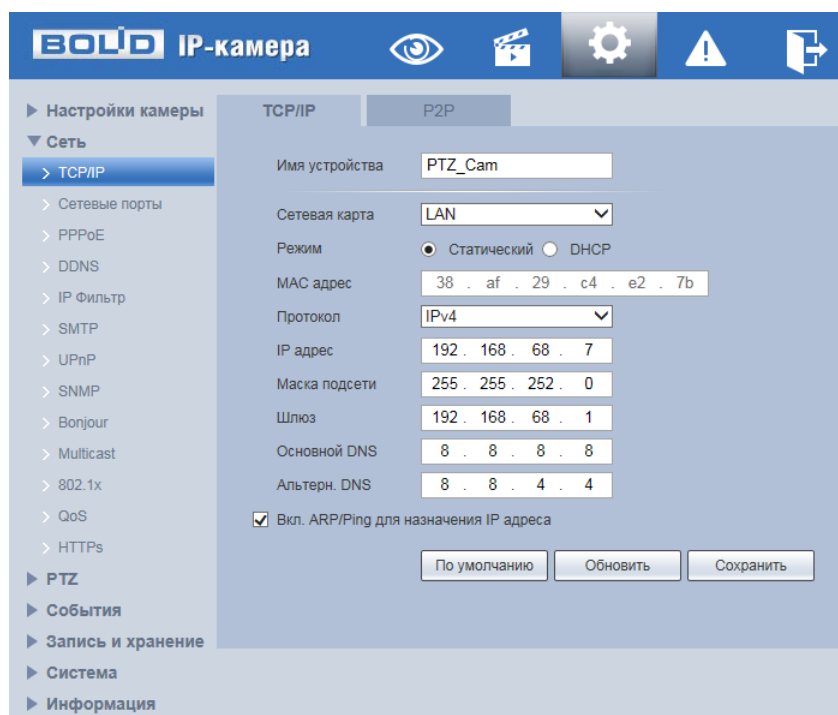 BOLID IP-камера
Настройки камеры
Сеть
TCP/IP
Сетевые порты
PPPoE
DDNS
IP Фильтр
SMTP
UPnP
SNMP
Bonjour
Multicast
802.1x
QoS
HTTPs
PTZ
События
Запись и хранение
Система
Информация
TCP/IP P2P
Имя устройства PTZ_Cam
Сетевая карта LAN
Режим Статический DHCP
MAC адрес 38 . af . 29 . c4 . e2 . 7b
Протокол IPv4
IP адрес 192 . 168 . 68 . 7
Маска подсети 255 . 255 . 252 . 0
Шлюз 192 . 168 . 68 . 1
Основной DNS 8 . 8 . 8 . 8
Альтерн. DNS 8 . 8 . 4 . 4
Вкл. ARP/Ping для назначения IP адреса
По умолчанию Обновить Сохранить